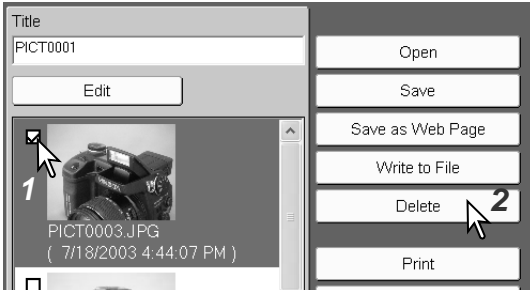 Title
PICT0001
Edit
1
PICT0003.JPG
( 7/18/2003 4:44:07 PM )
Open
Save
Save as Web Page
Write to File
Delete
2
Print